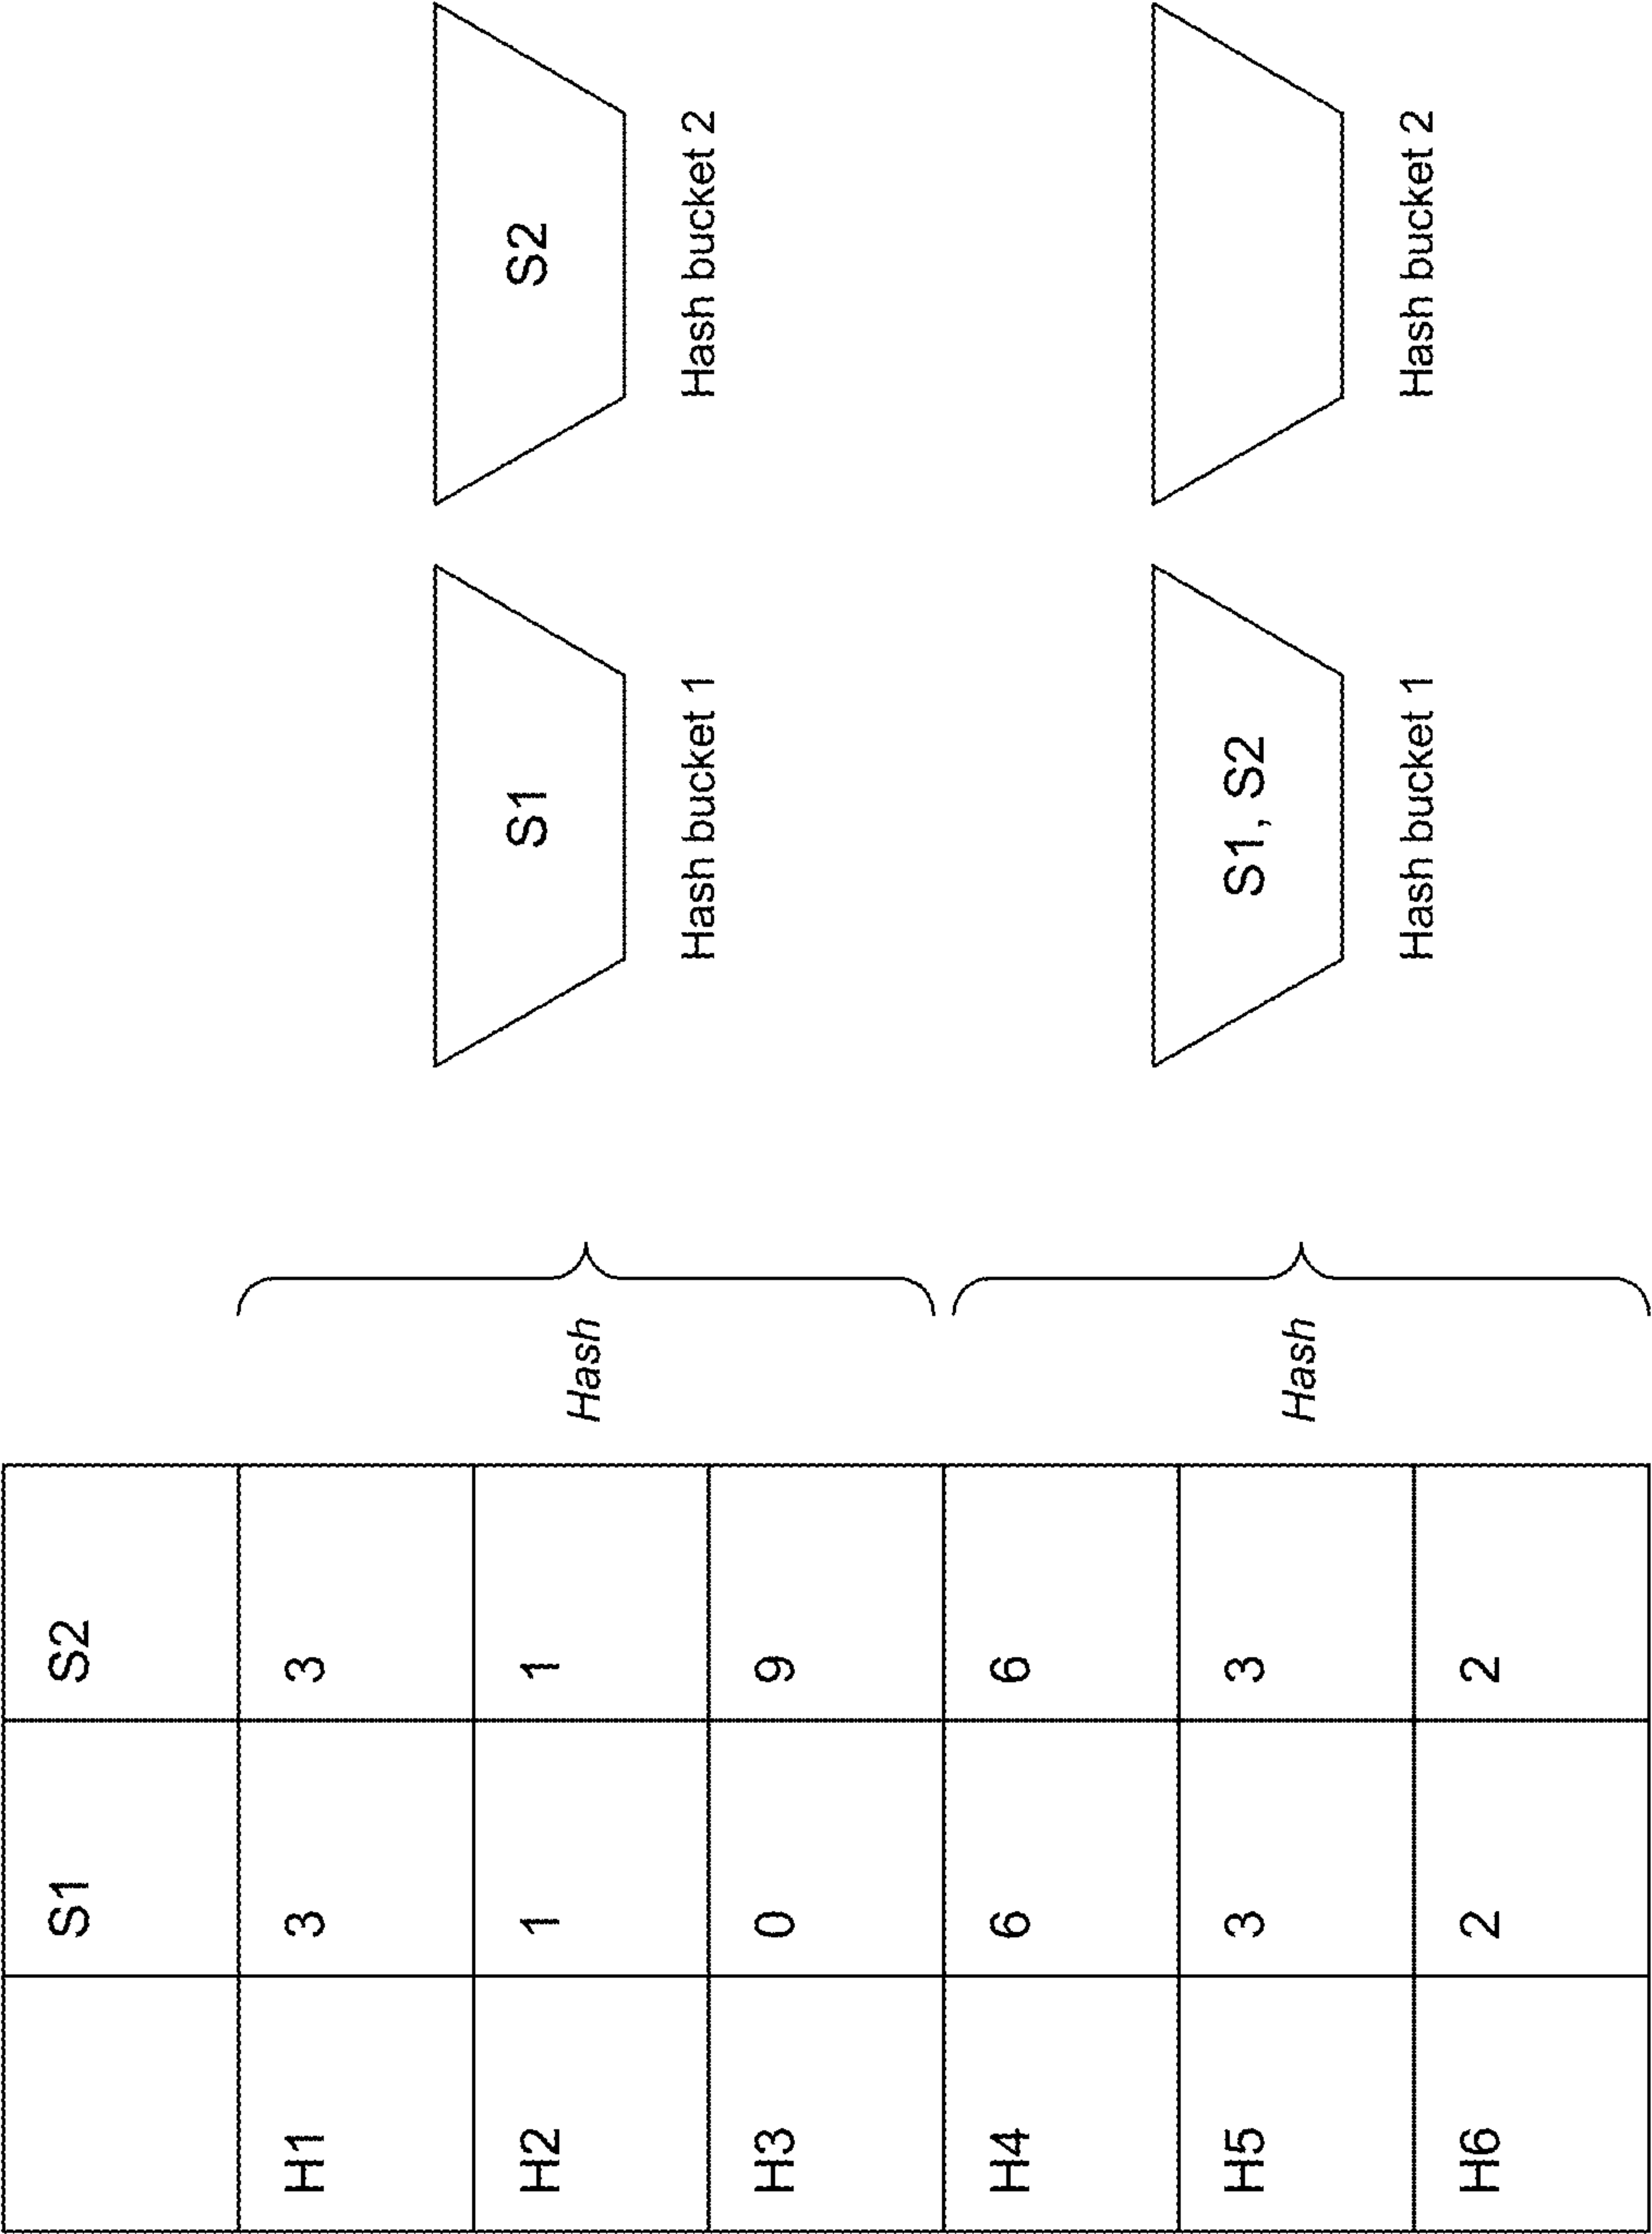 S1 S2
H1 3 3
H2 1 1
H3 0 9
H4 6 6
H5 3 3
H6 2 2
Hash
S1
Hash bucket 1
S2
Hash bucket 2
Hash
S1, S2
Hash bucket 1
Hash bucket 2